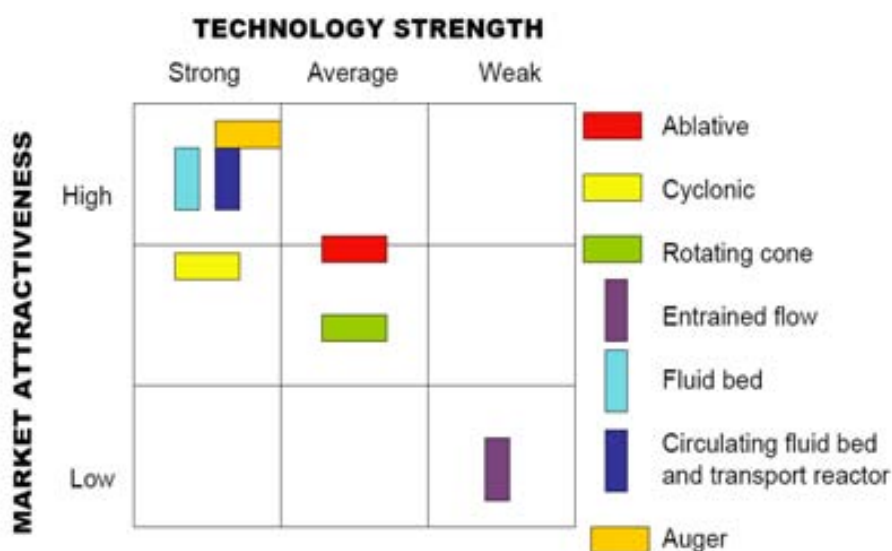 TECHNOLOGY STRENGTH
Strong Average Weak
MARKET ATTRACTIVENESS
High
Low
Ablative
Cyclonic
Rotating cone
Entrained flow
Fluid bed
Circulating fluid bed
and transport reactor
Auger